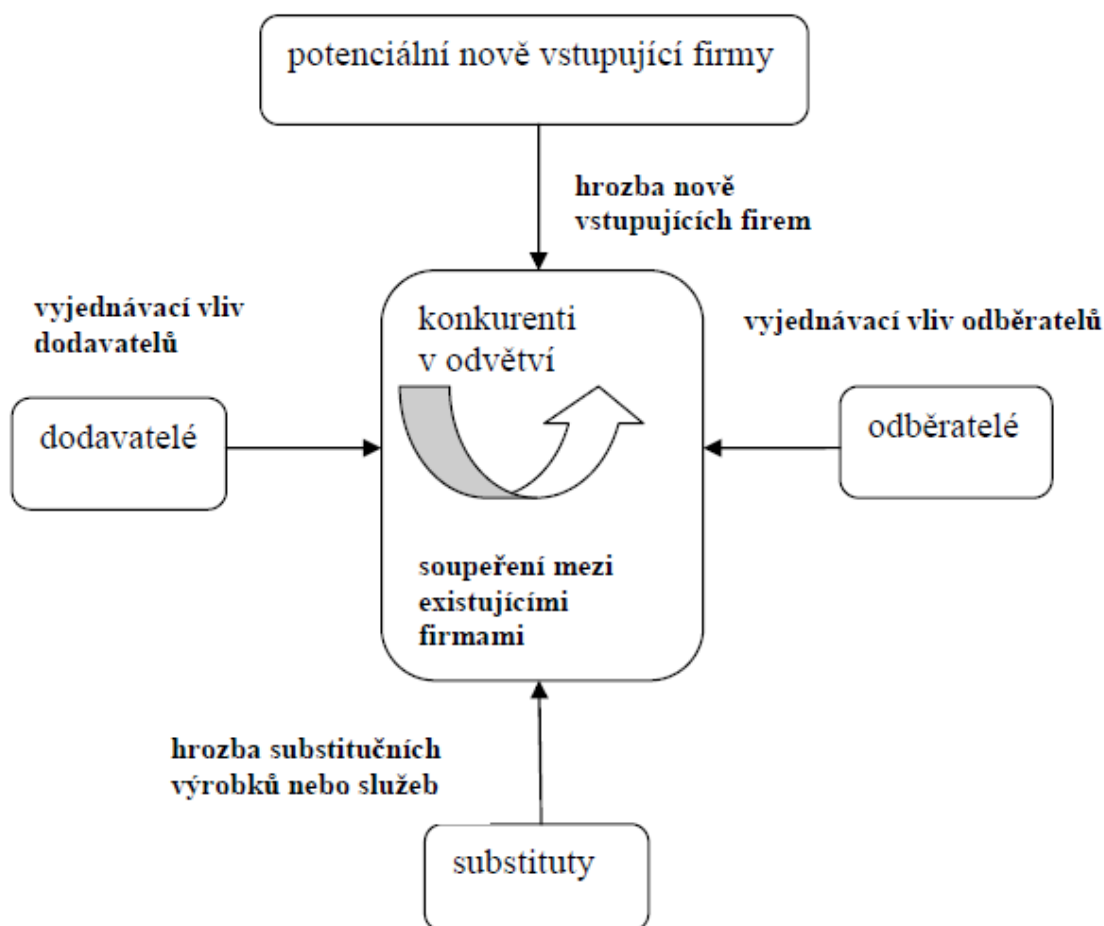 potenciální nově vstupující firmy
hrozba nově
vstupujících firem
vyjednávací vliv
dodavatelů
dodavatelé
konkurenti
v odvětví
soupeření mezi
existujícími
firmami
vyjednávací vliv odběratelů
odběratelé
hrozba substitučních
výrobků nebo služeb
substituty